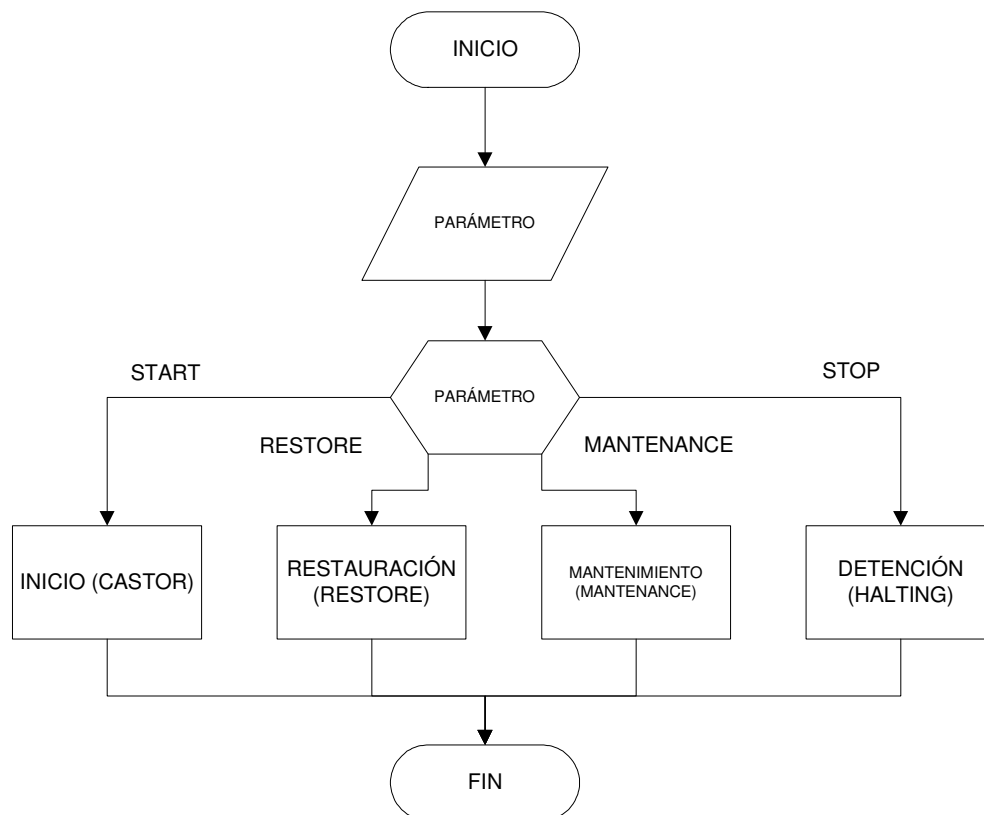 INICIO
PARÁMETRO
PARÁMETRO
START
STOP
RESTORE
MANTENANCE
INICIO (CASTOR)
RESTAURACIÓN
(RESTORE)
MANTENIMIENTO
(MANTENANCE)
DETENCIÓN
(HALTING)
FIN